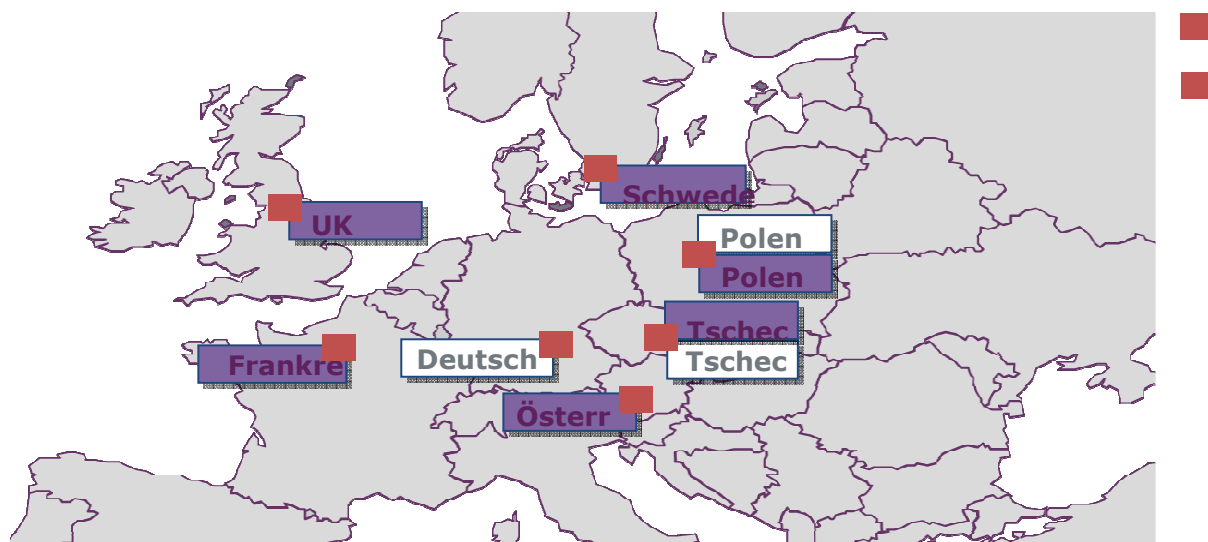 Schwede
UK
Polen
Polen
Tschec
Frankre
Deutsch
Tschec
Österr